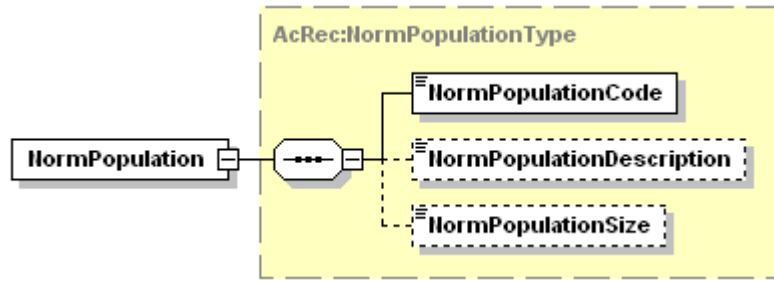 AcRec:NormPopulationType
NormPopulationCode
NormPopulation
NormPopulationDescription
NormPopulationSize